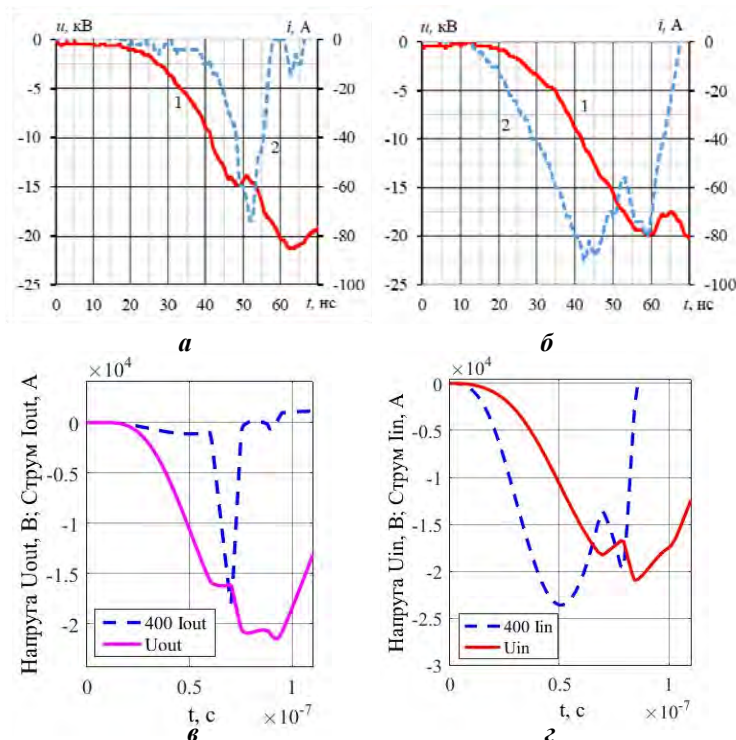 u, кВ i, А
0 0
-5 -20
-10 -40
-15 -60
-20 -80
-25 -100
0 10 20 30 40 50 60 t, нс
1
2
а
u, кВ i, А
0 0
-5 -20
-10 -40
-15 -60
-20 -80
-25 -100
0 10 20 30 40 50 60 t, нс
1
2
б
×10⁴
Напруга Uout, В; Струм Iout, А
0
-0.5
-1
-1.5
-2
400 Iout
Uout
0 0.5 1
t, с ×10⁻⁷
в
×10⁴
Напруга Uin, В; Струм Iin, А
0
-0.5
-1
-1.5
-2
-2.5
-3
400 Iin
Uin
0 0.5 1
t, с ×10⁻⁷
г